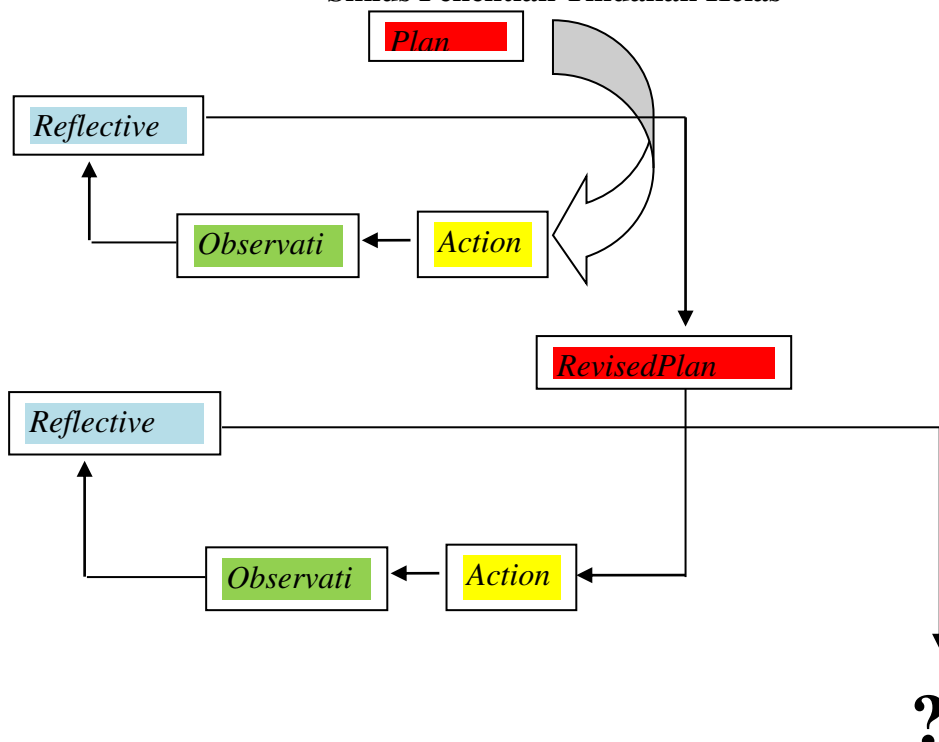 Plan
Reflective
Observati
Action
RevisedPlan
Reflective
Observati
Action
?